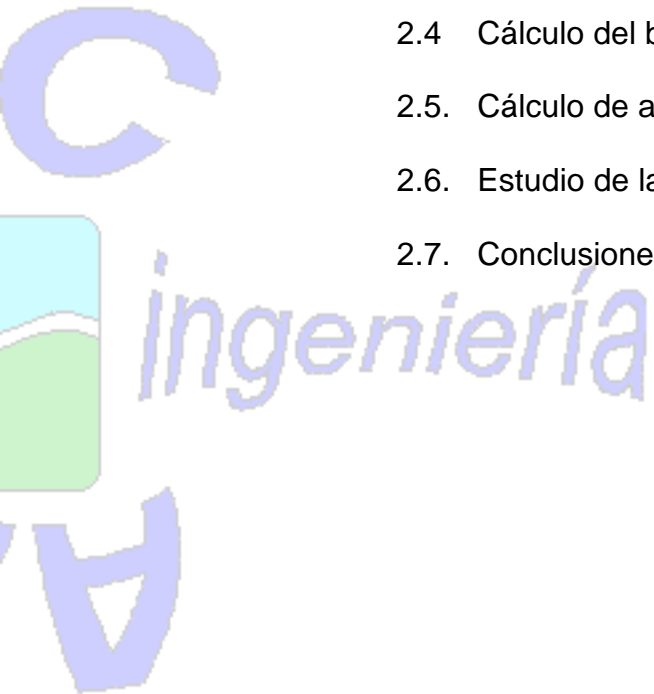 2.4 Cálculo del b
2.5. Cálculo de a
2.6. Estudio de la
2.7. Conclusione
ingeniería
C
A